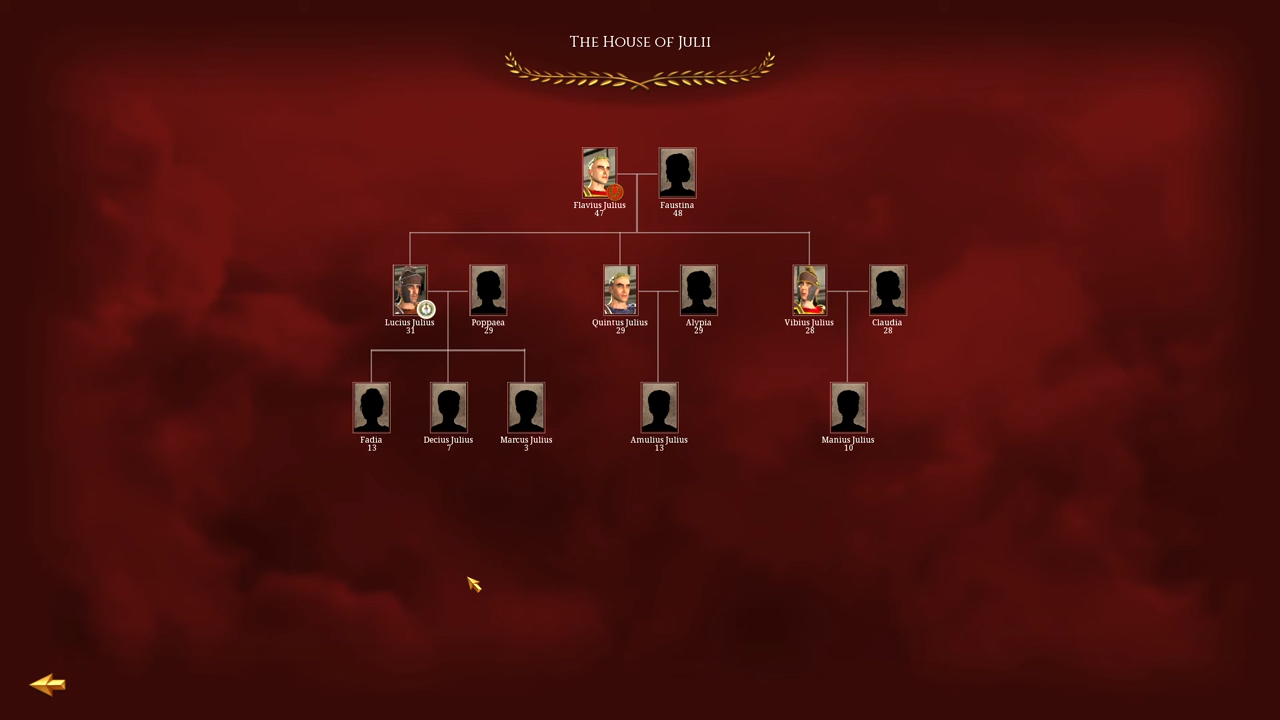 The House of Julii
Flavius Julius
47
Faustina
48
Lucius Julius
31
Poppaea
29
Quintus Julius
29
Alypia
29
Vibius Julius
28
Claudia
28
Fadia
13
Decius Julius
7
Marcus Julius
3
Amulius Julius
13
Manius Julius
10